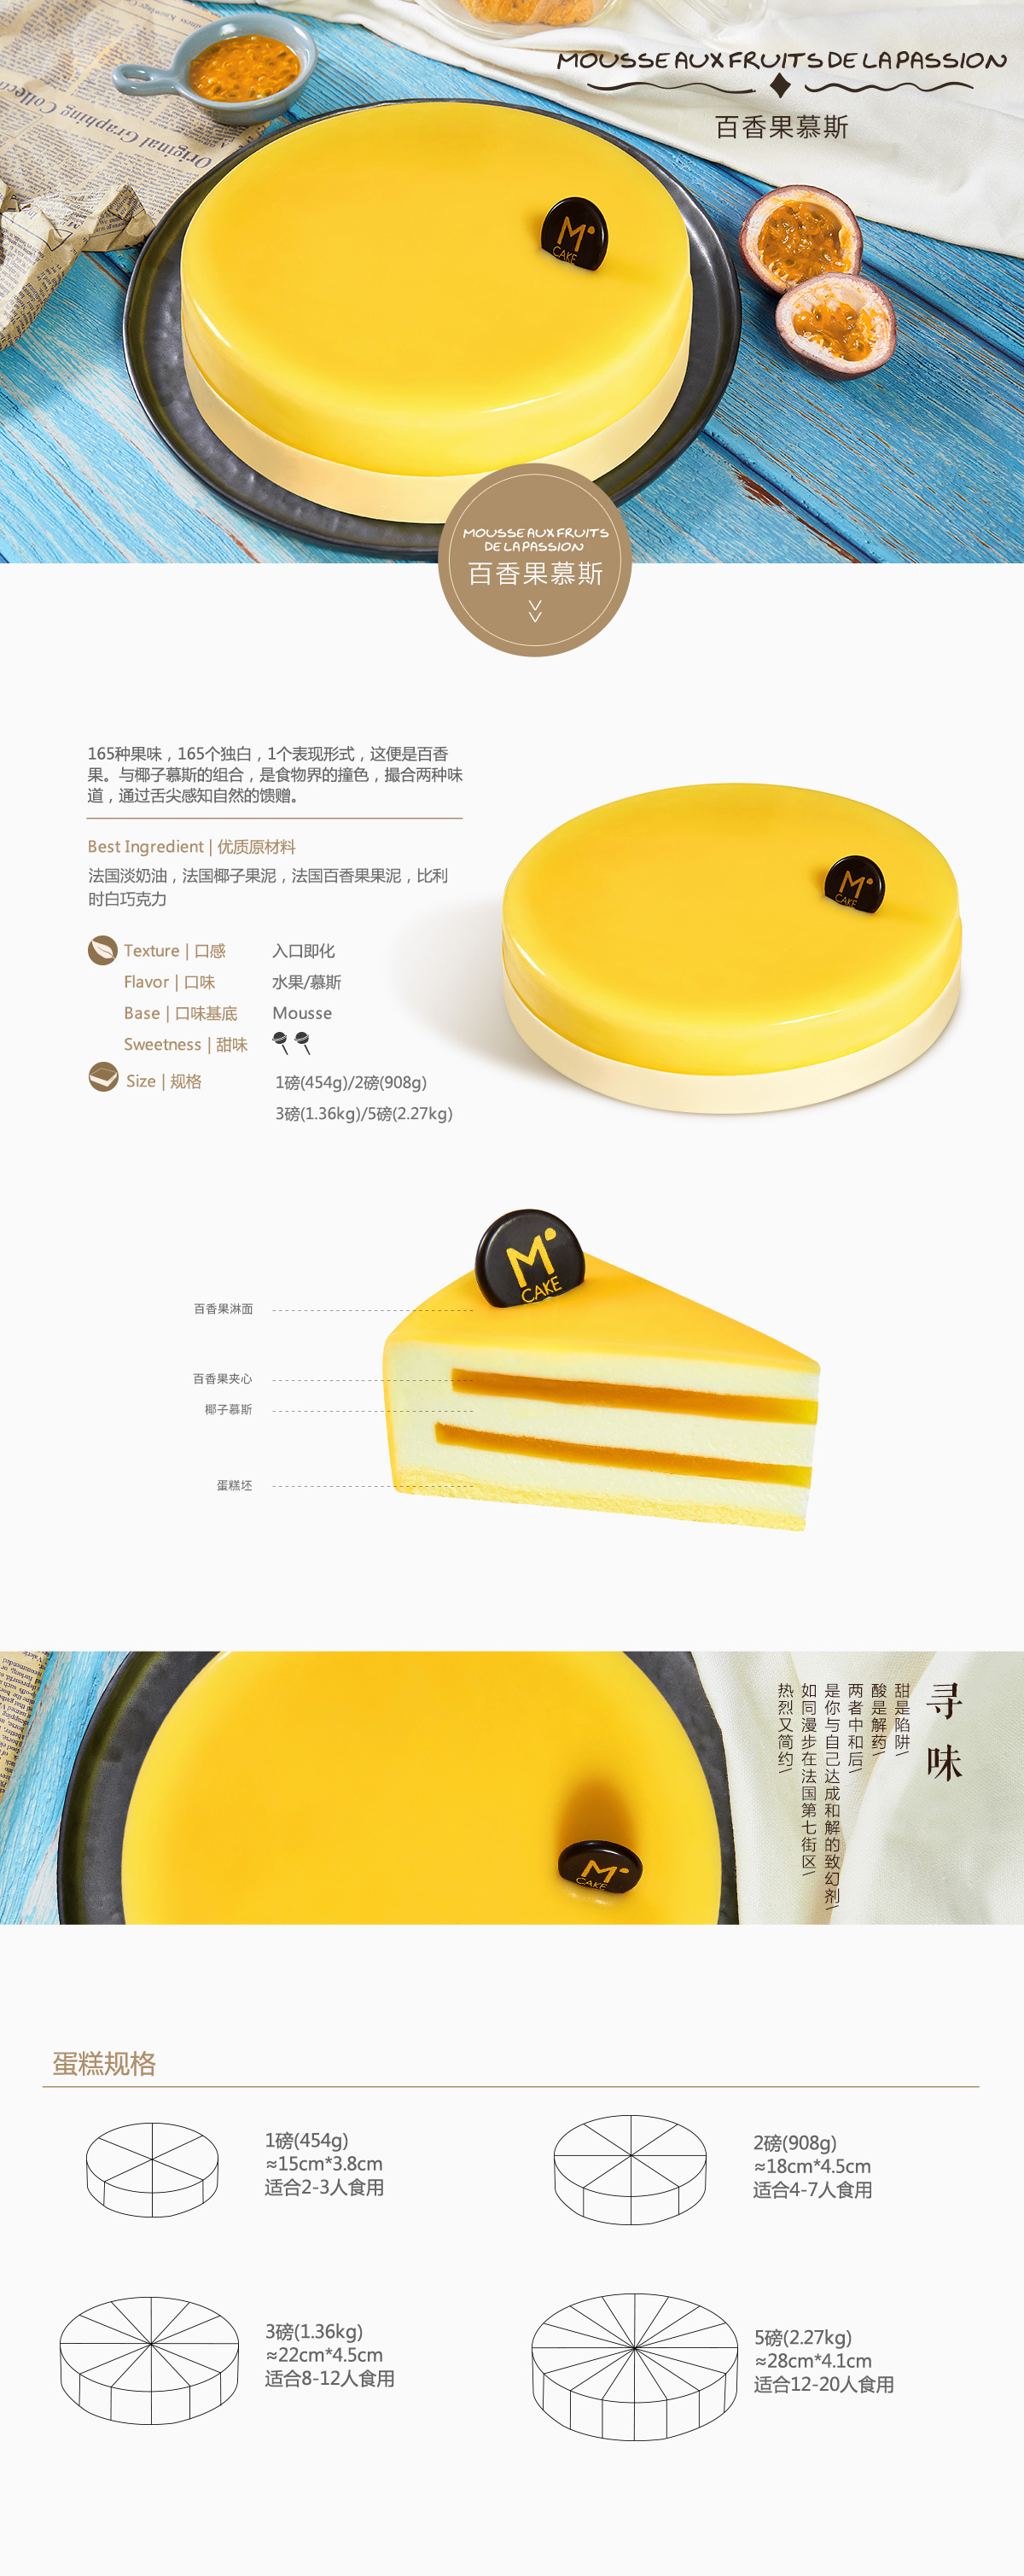 MOUSSE AUX FRUITS DE LA PASSION
百香果慕斯
Original Graphing
M
CAKE
MOUSSE AUX FRUITS
DE LA PASSION
百香果慕斯
165种果味，165个独白，1个表现形式，这便是百香
果。与椰子慕斯的组合，是食物界的撞色，撮合两种味
道，通过舌尖感知自然的馈赠。
Best Ingredient | 优质原材料
法国淡奶油，法国椰子果泥，法国百香果果泥，比利
时白巧克力
Texture | 口感 入口即化
Flavor | 口味 水果/慕斯
Base | 口味基底 Mousse
Sweetness | 甜味
Size | 规格 1磅(454g)/2磅(908g)
3磅(1.36kg)/5磅(2.27kg)
M
CAKE
M
CAKE
百香果淋面
百香果夹心
椰子慕斯
蛋糕坯
寻味
甜是陷阱\
酸是解药\
两者中和后\
是你与自己达成和解的致幻剂\
如同漫步在法国第七街区\
热烈又简约\
M
CAKE
蛋糕规格
1磅(454g)
≈15cm*3.8cm
适合2-3人食用
2磅(908g)
≈18cm*4.5cm
适合4-7人食用
3磅(1.36kg)
≈22cm*4.5cm
适合8-12人食用
5磅(2.27kg)
≈28cm*4.1cm
适合12-20人食用